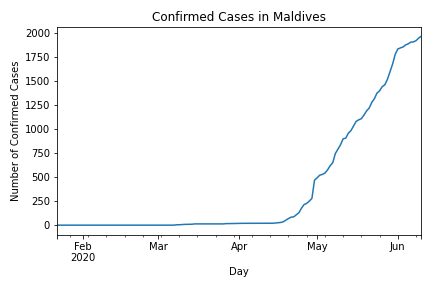 Confirmed Cases in Maldives
Number of Confirmed Cases
2000
1750
1500
1250
1000
750
500
250
0
Feb
2020
Mar
Apr
May
Jun
Day